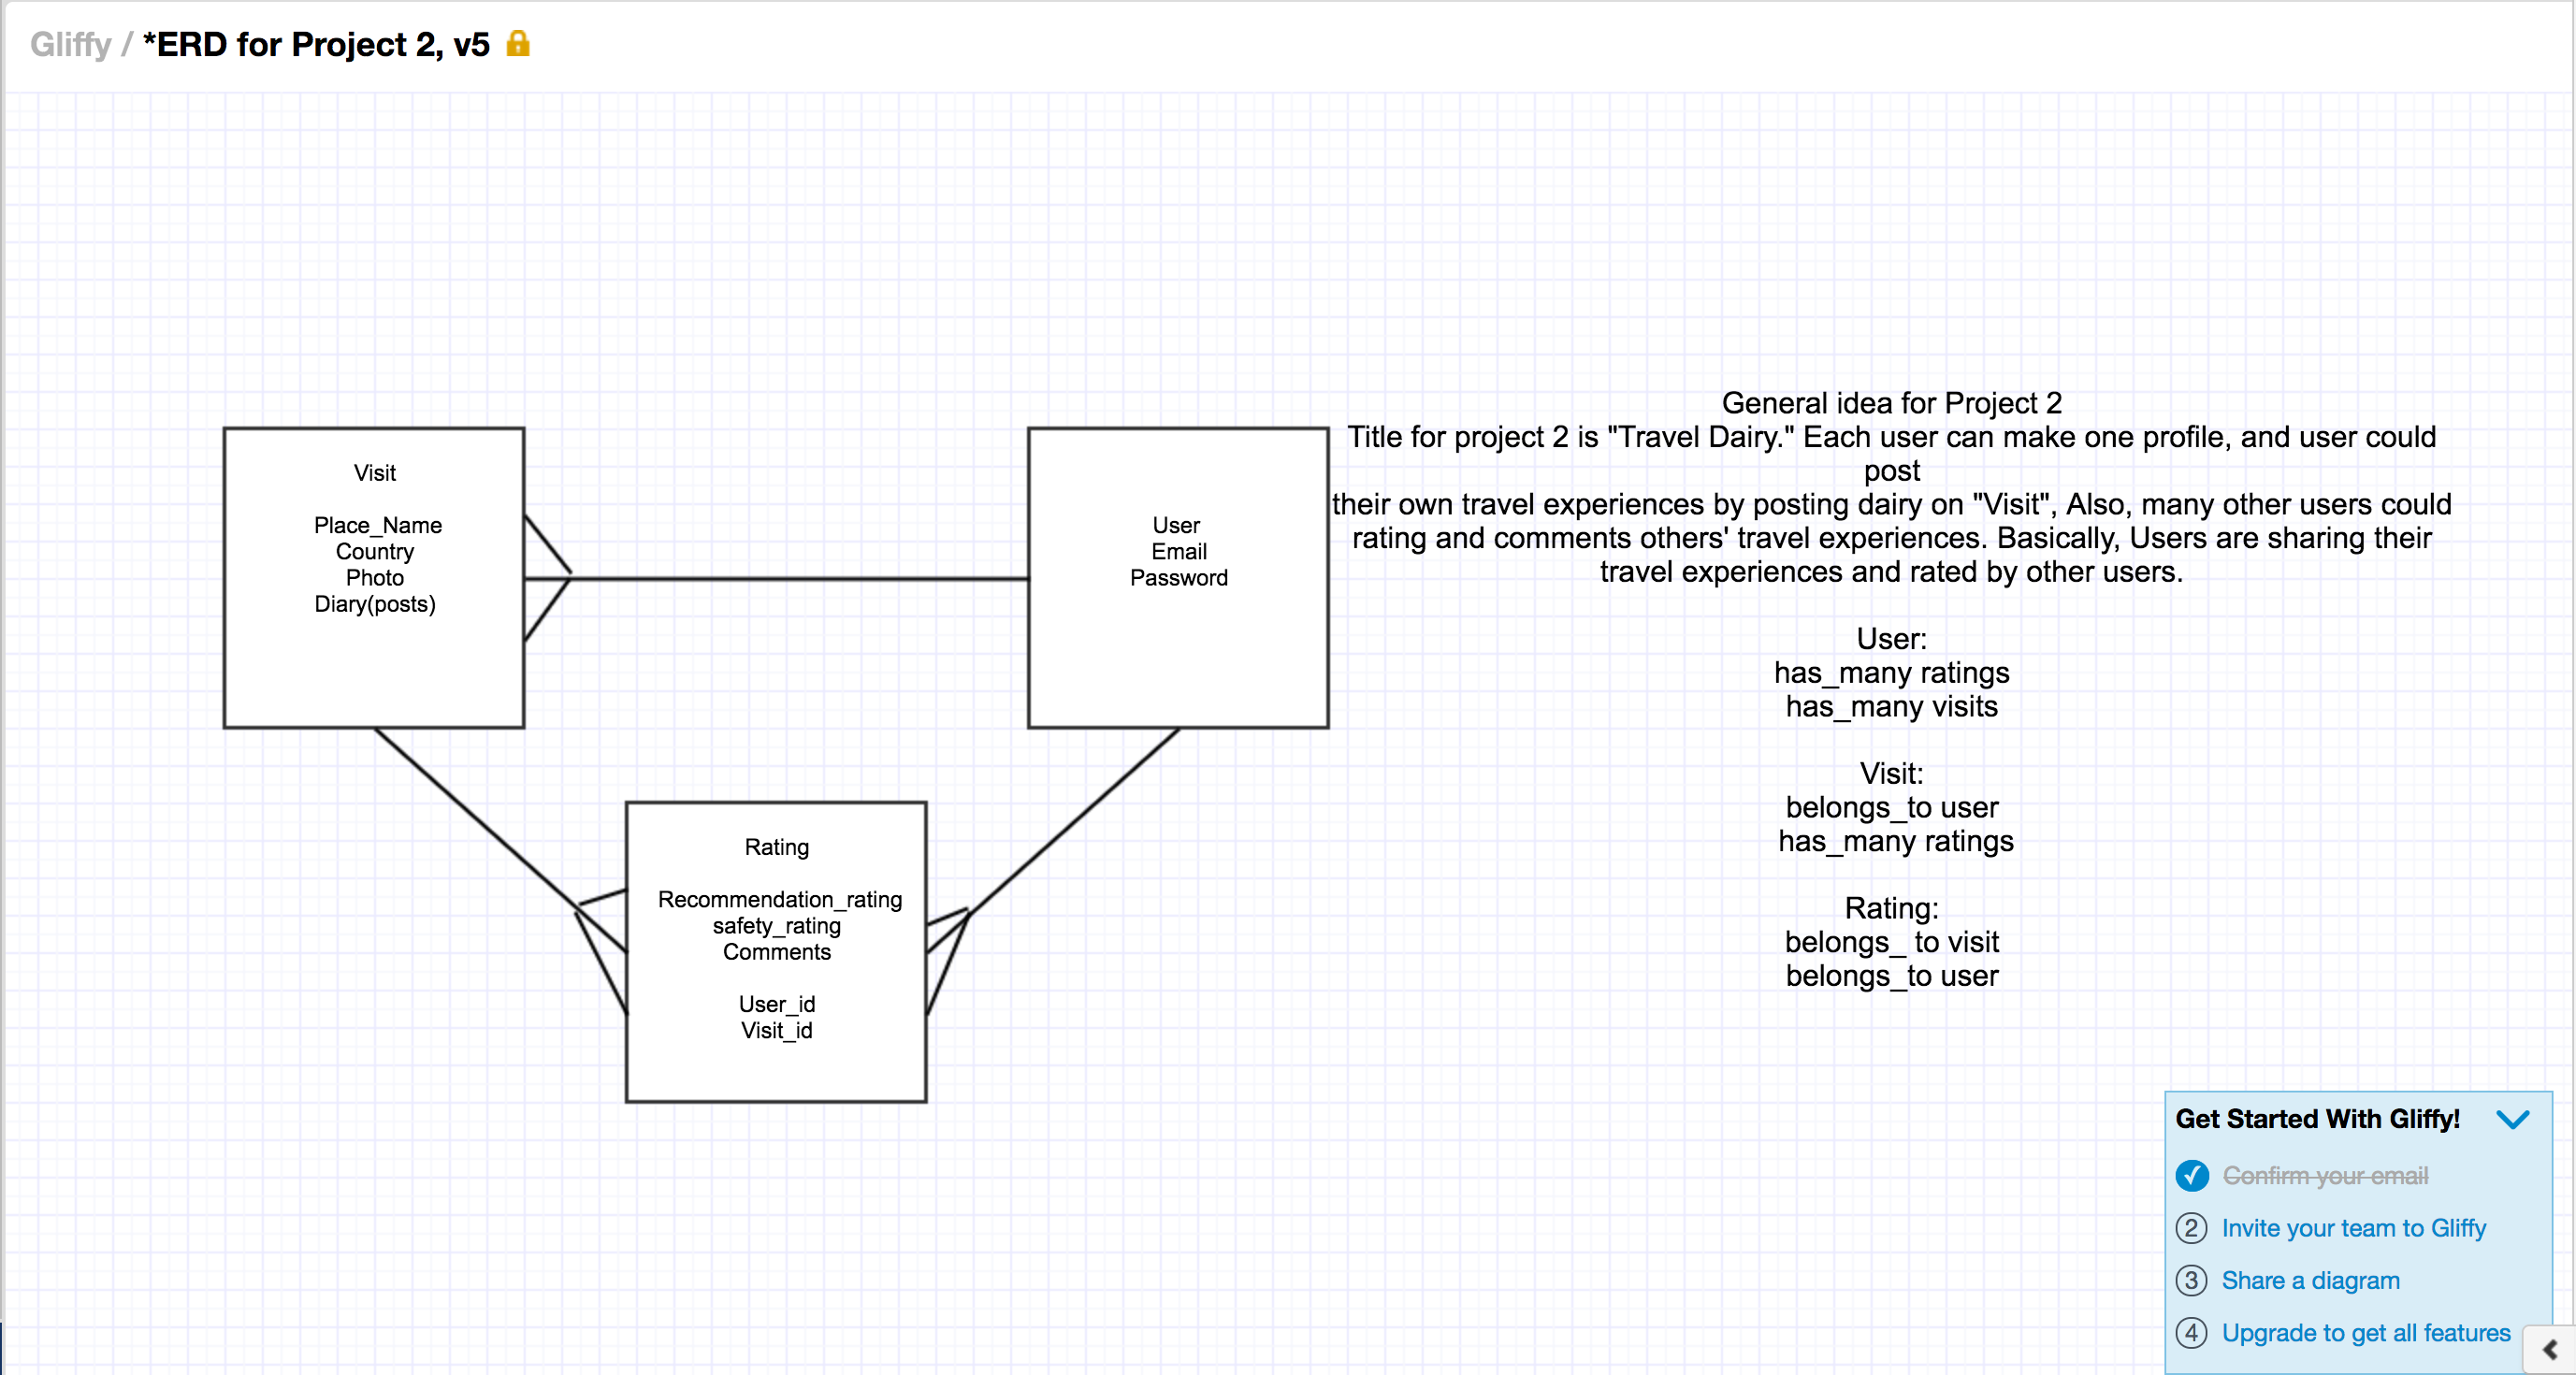 Gliffy / *ERD for Project 2, v5
Visit
Place_Name
Country
Photo
Diary(posts)
User
Email
Password
General idea for Project 2
Title for project 2 is "Travel Dairy." Each user can make one profile, and user could
post
their own travel experiences by posting dairy on "Visit", Also, many other users could
rating and comments others' travel experiences. Basically, Users are sharing their
travel experiences and rated by other users.
User:
has_many ratings
has_many visits
Visit:
belongs_to user
has_many ratings
Rating:
belongs_ to visit
belongs_to user
Rating
Recommendation_rating
safety_rating
Comments
User_id
Visit_id
Get Started With Gliffy!
Confirm your email
2 Invite your team to Gliffy
3 Share a diagram
4 Upgrade to get all features